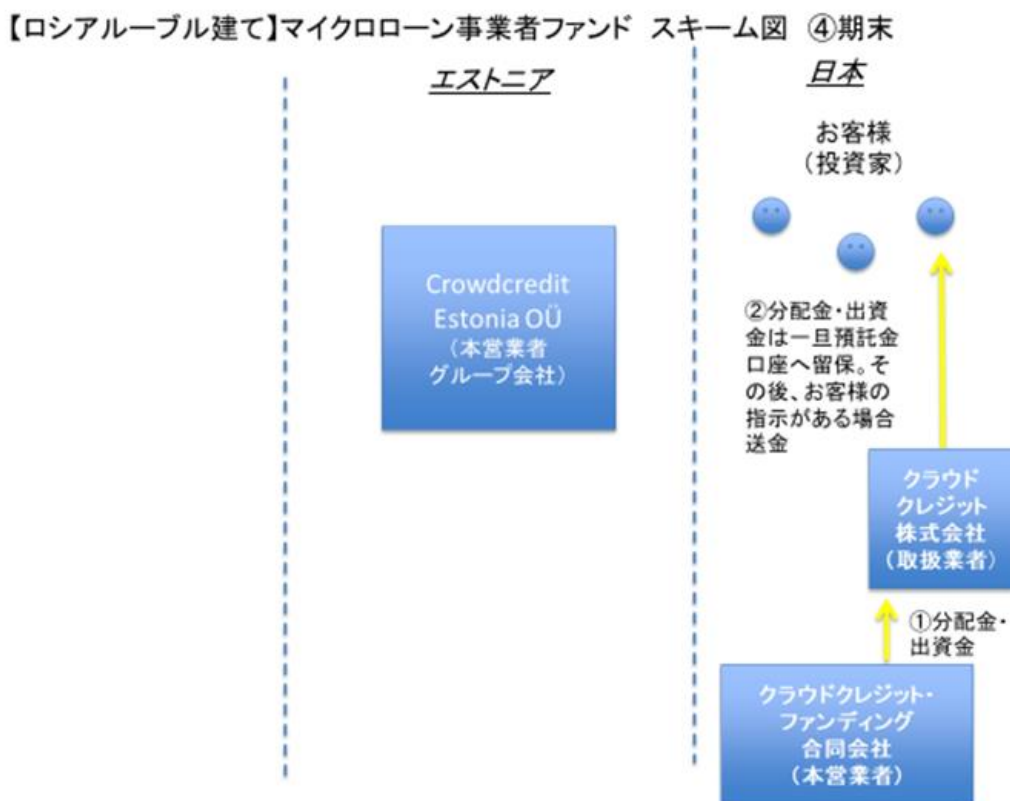 【ロシアルーブル建て】マイクロローン事業者ファンド スキーム図 ④期末
エストニア
日本
お客様
（投資家）
Crowdcredit
Estonia OÜ
（本営業者
グループ会社）
②分配金・出資
金は一旦預託金
口座へ留保。そ
の後、お客様の
指示がある場合
送金
クラウド
クレジット
株式会社
（取扱業者）
①分配金・
出資金
クラウドクレジット・
ファンディング
合同会社
（本営業者）